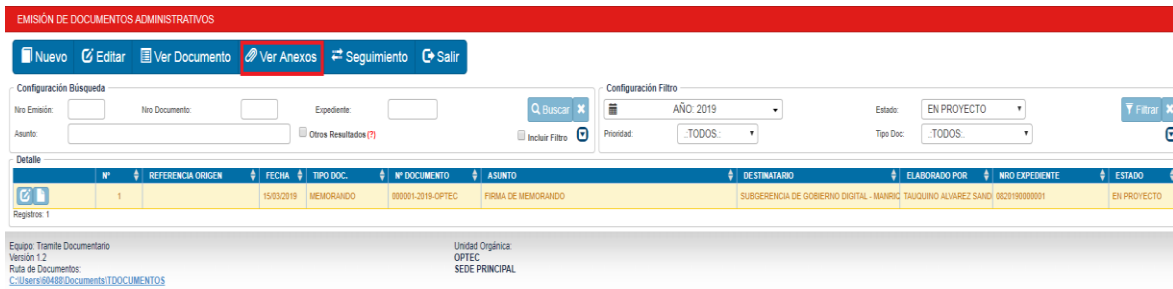 EMISIÓN DE DOCUMENTOS ADMINISTRATIVOS
Nuevo Editar Ver Documento Ver Anexos Seguimiento Salir
Configuración Búsqueda Configuración Filtro
Nro Emisión: Nro Documento: Expediente: Buscar AÑO: 2019 Estado: EN PROYECTO Filtrar
Asunto: Otros Resultados (?) Incluir Filtro Prioridad: .:TODOS:. Tipo Doc: .:TODOS:.
Detalle
Nº REFERENCIA ORIGEN FECHA TIPO DOC. Nº DOCUMENTO ASUNTO DESTINATARIO ELABORADO POR NRO EXPEDIENTE ESTADO
1 15/03/2019 MEMORANDO 000001-2019-OPTEC FIRMA DE MEMORANDO SUBGERENCIA DE GOBIERNO DIGITAL - MANRIC TAUQUINO ALVAREZ SAND 0820190000001 EN PROYECTO
Registros: 1
Equipo: Tramite Documentario Unidad Orgánica:
Versión 1.2 OPTEC
Ruta de Documentos: SEDE PRINCIPAL
C:\Users\60488\Documents\TDOCUMENTOS